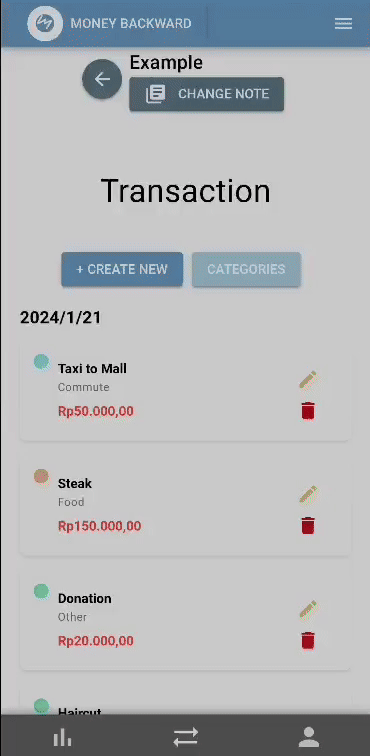 MONEY BACKWARD
Example
CHANGE NOTE
Transaction
+ CREATE NEW
CATEGORIES
2024/1/21
Taxi to Mall
Commute
Rp50.000,00
Steak
Food
Rp150.000,00
Donation
Other
Rp20.000,00
Haircut